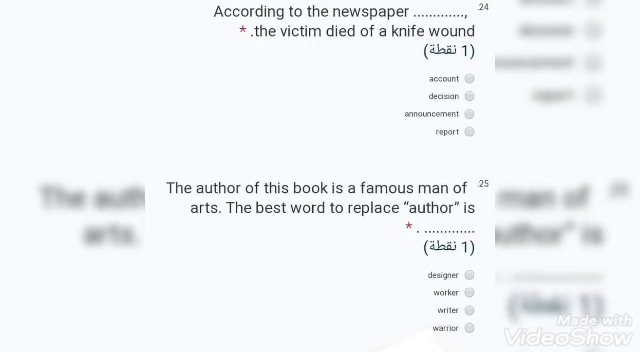 24. According to the newspaper .............,
the victim died of a knife wound. *
(1 نقطة)
account
decision
announcement
report
25. The author of this book is a famous man of
arts. The best word to replace “author” is
............. . *
(1 نقطة)
designer
worker
writer
warrior
Made with
VideoShow